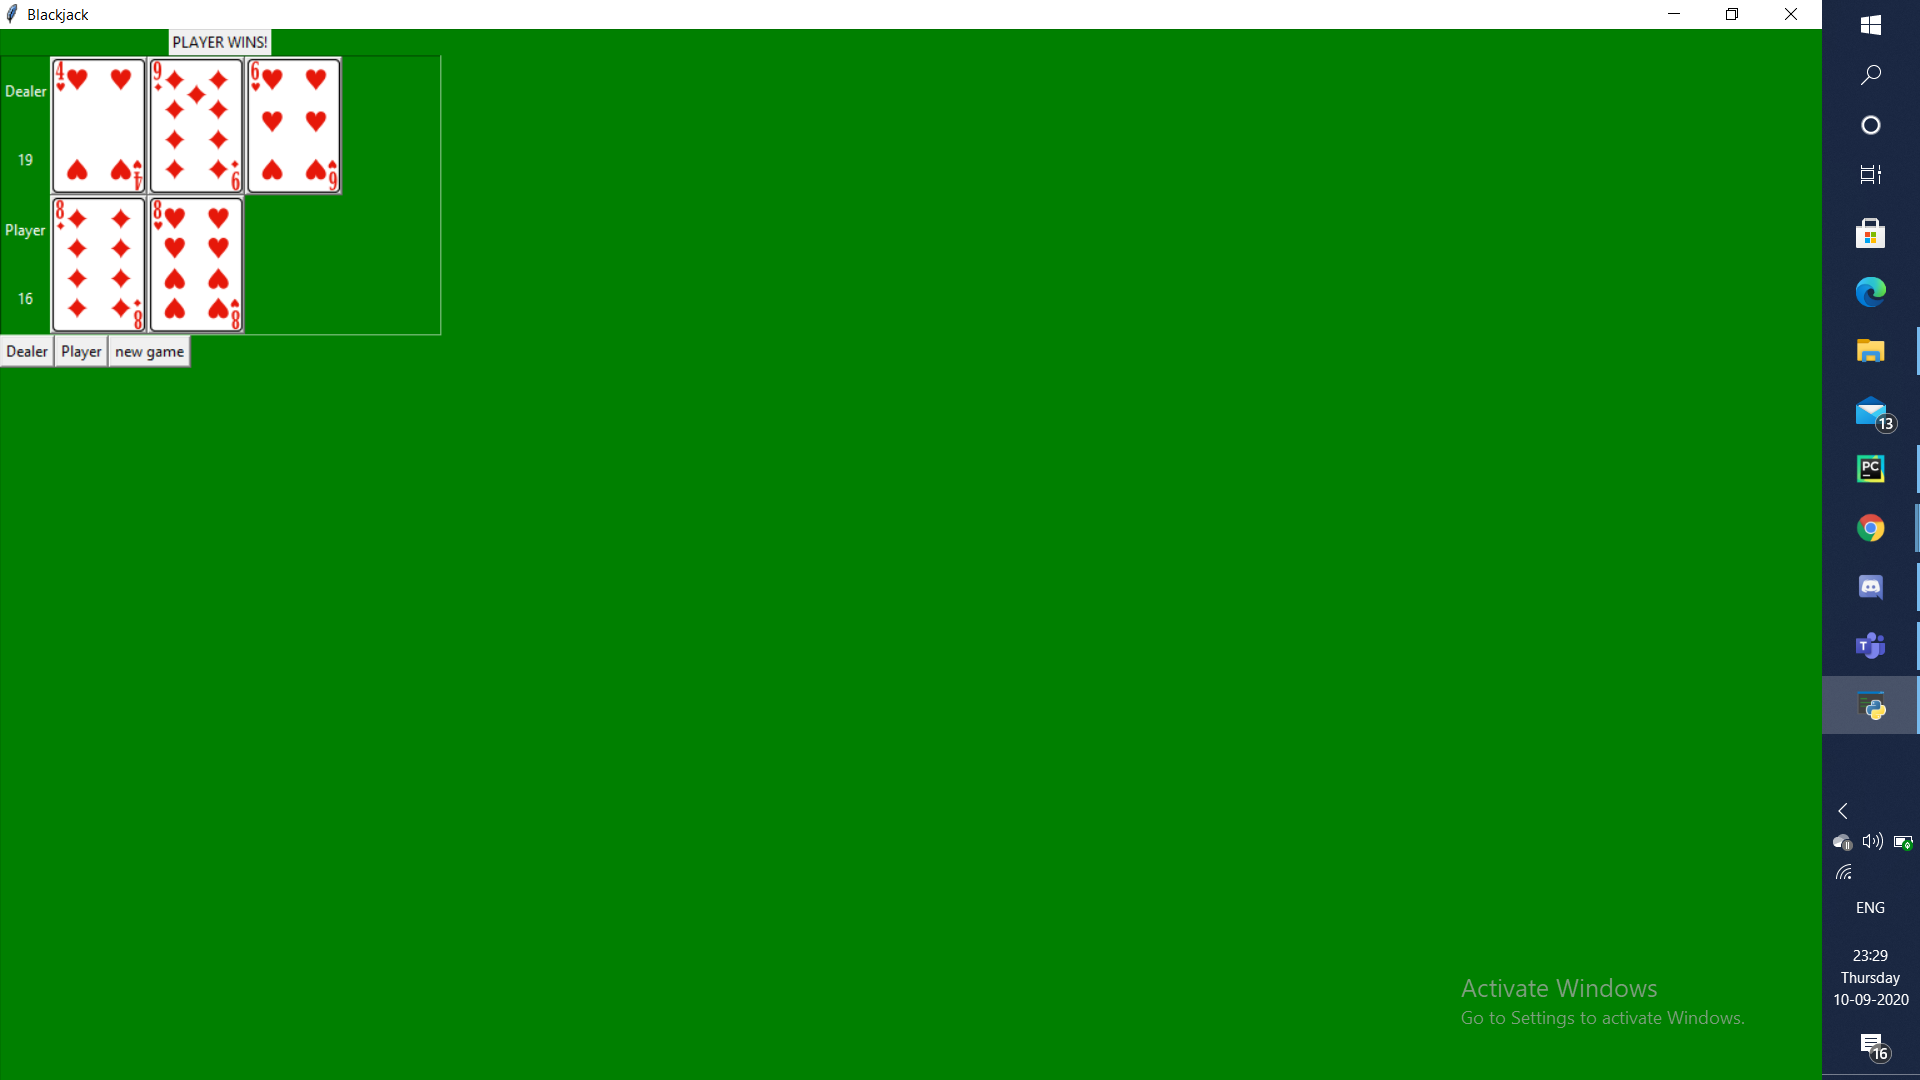 Blackjack
PLAYER WINS!
Dealer
19
4
4
9
9
6
6
Player
16
8
8
8
8
Dealer
Player
new game
Activate Windows
Go to Settings to activate Windows.
13
PC
T
ENG
23:29
Thursday
10-09-2020
16